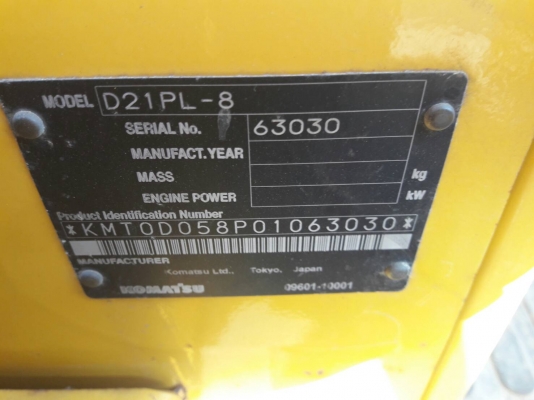 MODEL D21PL-8
SERIAL No. 63030
MANUFACT.YEAR
MASS kg
ENGINE POWER kW
Product Identification Number
*KMT0D058P01063030*
MANUFACTURER
Komatsu Ltd., Tokyo, Japan
KOMATSU 09601-10001